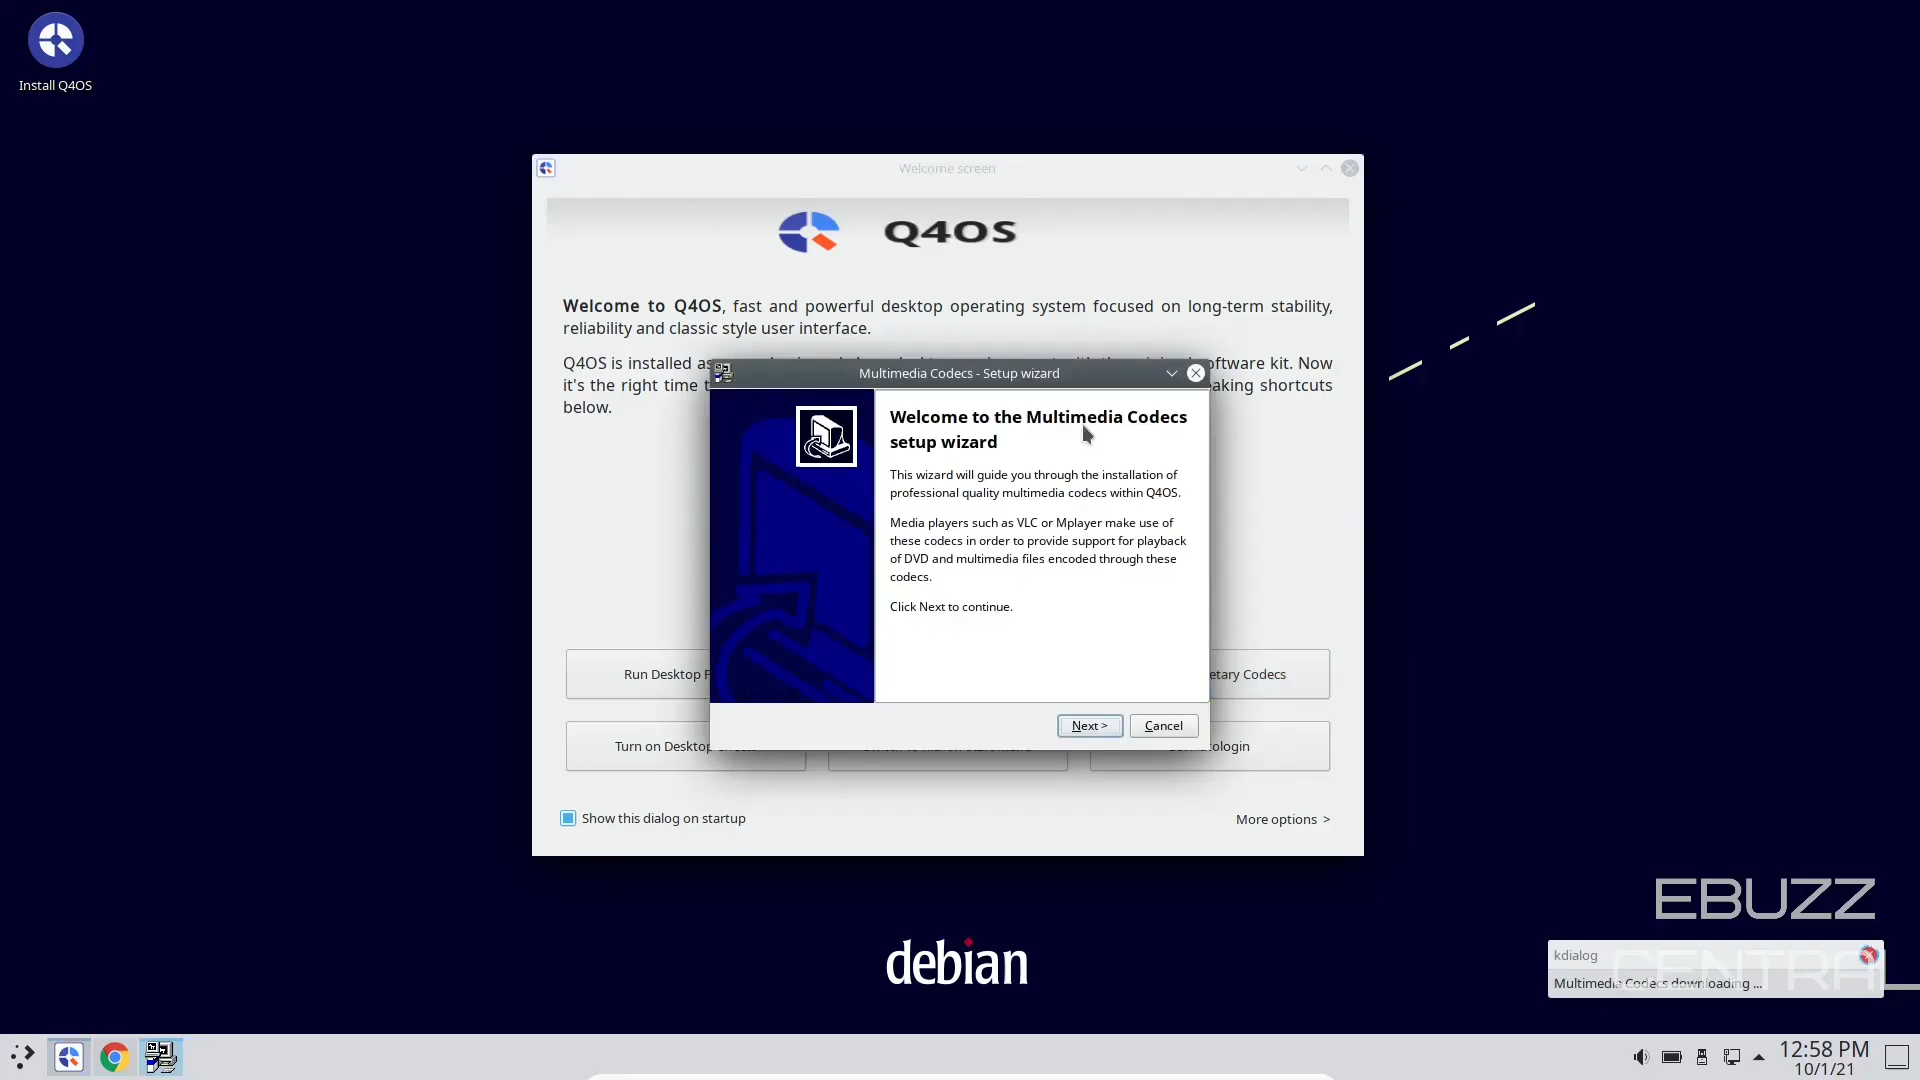 Install Q4OS
Welcome screen
Q4OS
Welcome to Q4OS, fast and powerful desktop operating system focused on long-term stability,
reliability and classic style user interface.
Q4OS is installed as software kit. Now
it's the right time shortcuts
below.
Multimedia Codecs - Setup wizard
Welcome to the Multimedia Codecs
setup wizard
This wizard will guide you through the installation of
professional quality multimedia codecs within Q4OS.
Media players such as VLC or Mplayer make use of
these codecs in order to provide support for playback
of DVD and multimedia files encoded through these
codecs.
Click Next to continue.
Next >
Cancel
Run Desktop
Codecs
Turn on Desktop
Show this dialog on startup
More options >
debian
EBUZZ
CENTRAL
kdialog
Multimedia Codecs downloading ...
12:58 PM
10/1/21